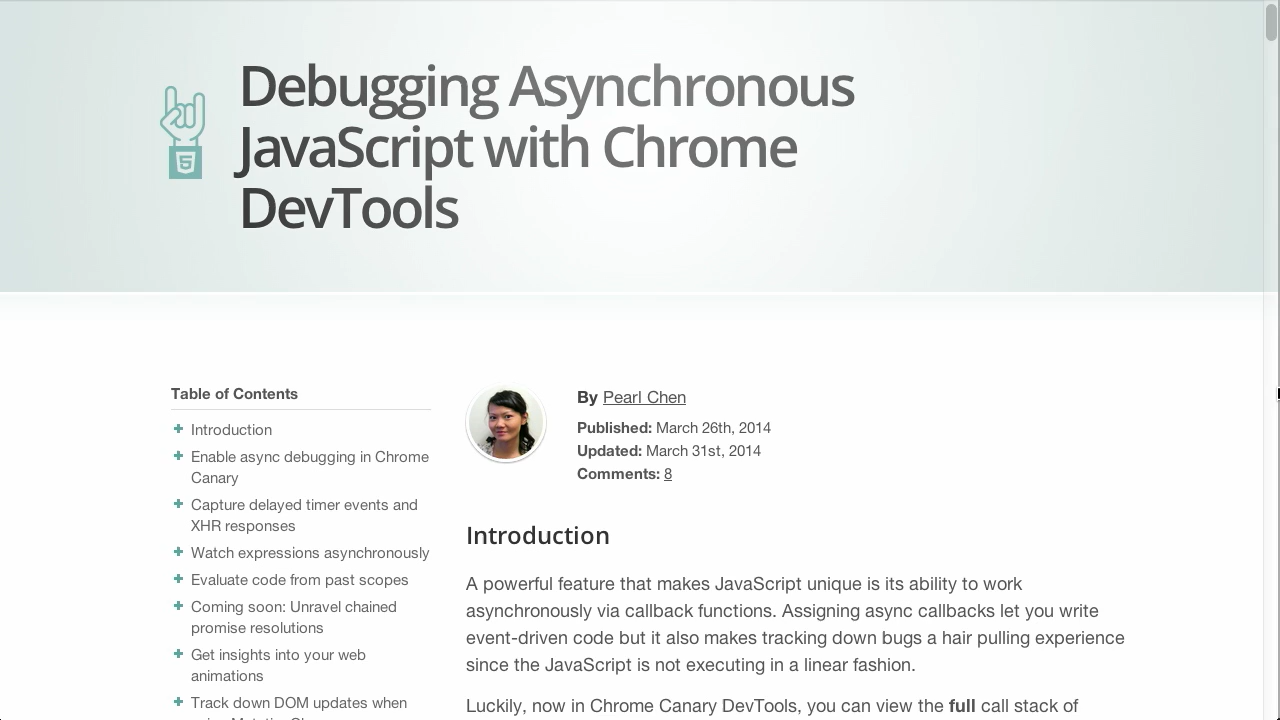 Debugging Asynchronous
JavaScript with Chrome
DevTools
5
Table of Contents
Introduction
Enable async debugging in Chrome
Canary
Capture delayed timer events and
XHR responses
Watch expressions asynchronously
Evaluate code from past scopes
Coming soon: Unravel chained
promise resolutions
Get insights into your web
animations
Track down DOM updates when
By Pearl Chen
Published: March 26th, 2014
Updated: March 31st, 2014
Comments: 8
Introduction
A powerful feature that makes JavaScript unique is its ability to work
asynchronously via callback functions. Assigning async callbacks let you write
event-driven code but it also makes tracking down bugs a hair pulling experience
since the JavaScript is not executing in a linear fashion.
Luckily, now in Chrome Canary DevTools, you can view the full call stack of